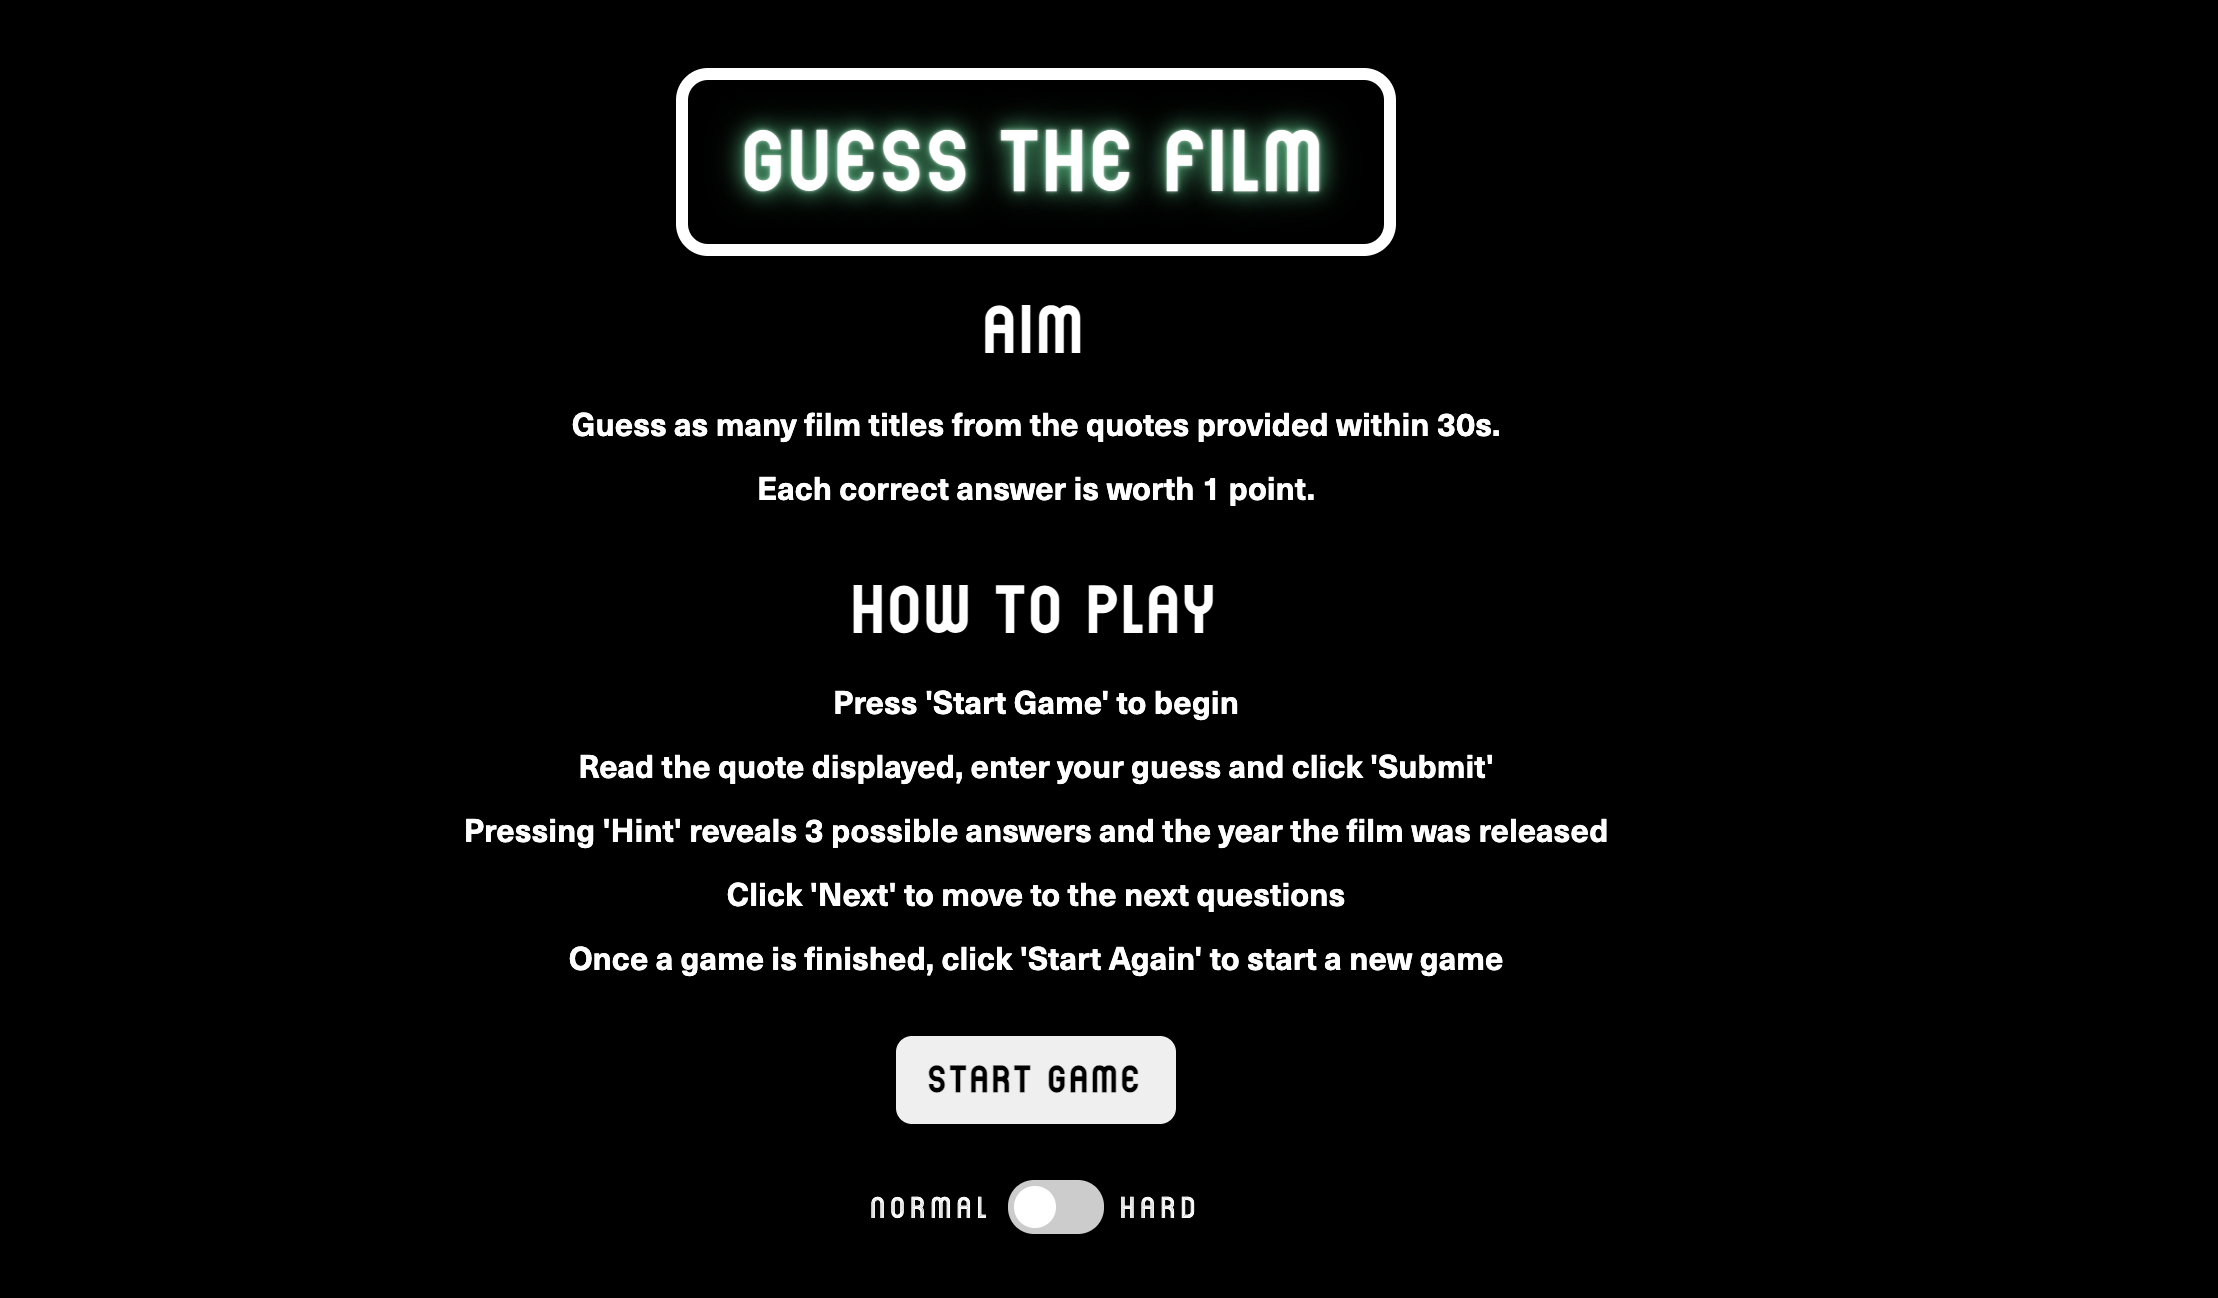 GUESS THE FILM
AIM
Guess as many film titles from the quotes provided within 30s.
Each correct answer is worth 1 point.
HOW TO PLAY
Press 'Start Game' to begin
Read the quote displayed, enter your guess and click 'Submit'
Pressing 'Hint' reveals 3 possible answers and the year the film was released
Click 'Next' to move to the next questions
Once a game is finished, click 'Start Again' to start a new game
START GAME
NORMAL HARD